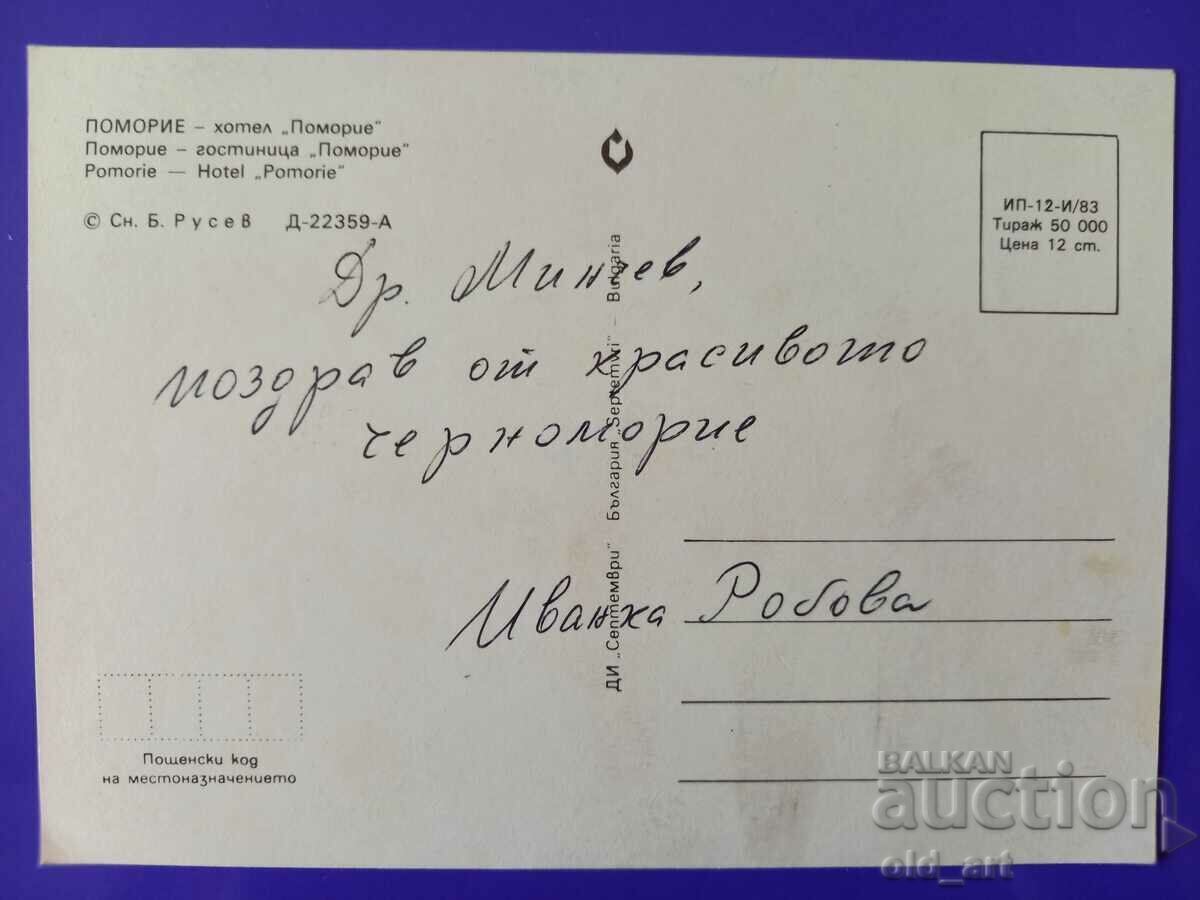 ПОМОРИЕ – хотел „Поморие"
Поморие – гостиница „Поморие"
Pomorie — Hotel „Pomorie"
© Сн. Б. Русев Д-22359-А
ИП-12-И/83
Тираж 50 000
Цена 12 ст.
Др. Минчев,
поздрав от красивото
черноморие
Иванка Робова
ДИ „Септември" България „Septemvri" – Bulgaria
Пощенски код
на местоназначението
BALKAN
auction
old_art